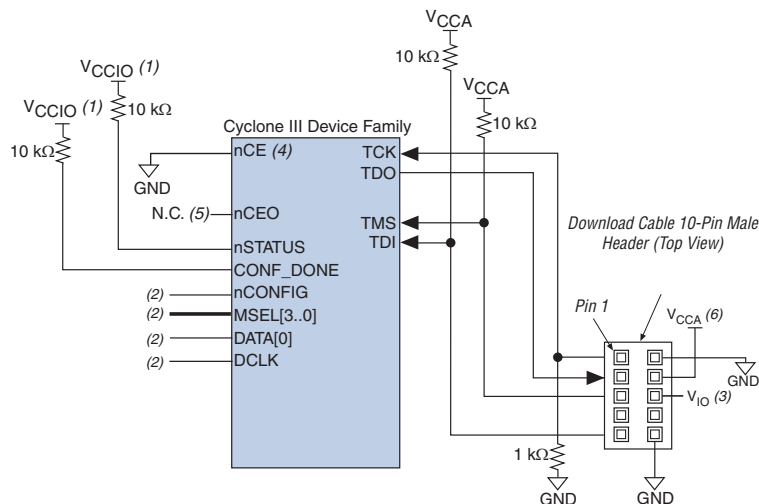 VCCA
10 kΩ
VCCIO (1)
VCCA
VCCIO (1)
10 kΩ
10 kΩ
10 kΩ
Cyclone III Device Family
nCE (4)
TCK
GND
TDO
N.C. (5)
nCEO
TMS
Download Cable 10-Pin Male
Header (Top View)
nSTATUS
TDI
CONF_DONE
(2)
nCONFIG
(2)
MSEL[3..0]
Pin 1
VCCA (6)
(2)
DATA[0]
(2)
DCLK
GND
VIO (3)
1 kΩ
GND
GND